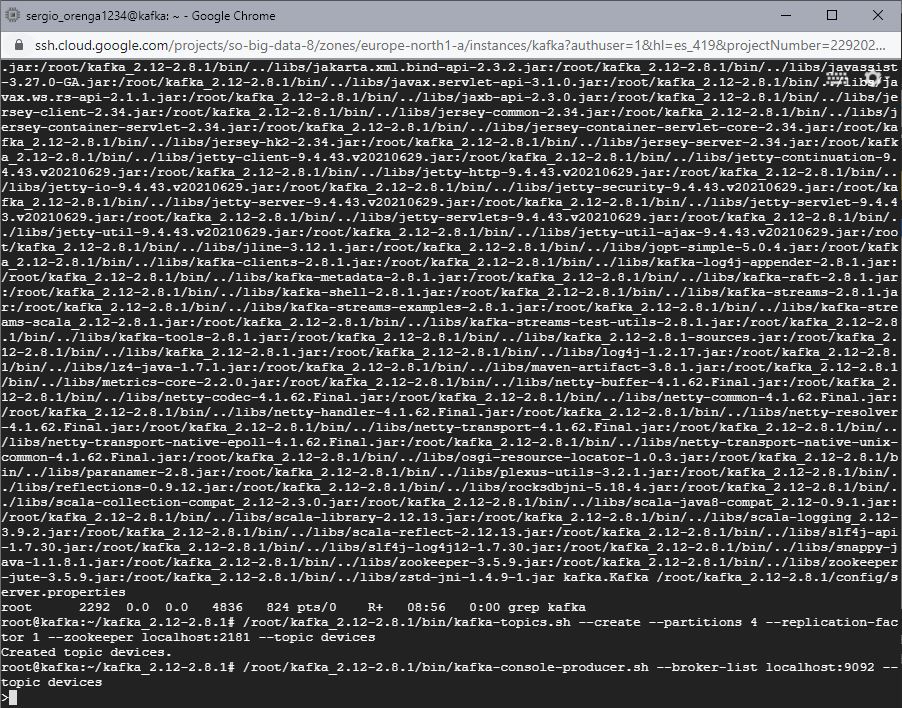 sergio_orenga1234@kafka: ~ - Google Chrome
ssh.cloud.google.com/projects/so-big-data-8/zones/europe-north1-a/instances/kafka?authuser=1&hl=es_419&projectNumber=229202...
.jar:/root/kafka_2.12-2.8.1/bin/../libs/jakarta.xml.bind-api-2.3.2.jar:/root/kafka_2.12-2.8.1/bin/../libs/javassist
-3.27.0-GA.jar:/root/kafka_2.12-2.8.1/bin/../libs/javax.servlet-api-3.1.0.jar:/root/kafka_2.12-2.8.1/bin/../libs/ja
vax.ws.rs-api-2.1.1.jar:/root/kafka_2.12-2.8.1/bin/../libs/jaxb-api-2.3.0.jar:/root/kafka_2.12-2.8.1/bin/../libs/je
rsey-client-2.34.jar:/root/kafka_2.12-2.8.1/bin/../libs/jersey-common-2.34.jar:/root/kafka_2.12-2.8.1/bin/../libs/j
ersey-container-servlet-2.34.jar:/root/kafka_2.12-2.8.1/bin/../libs/jersey-container-servlet-core-2.34.jar:/root/ka
fka_2.12-2.8.1/bin/../libs/jersey-hk2-2.34.jar:/root/kafka_2.12-2.8.1/bin/../libs/jersey-server-2.34.jar:/root/kafk
a_2.12-2.8.1/bin/../libs/jetty-client-9.4.43.v20210629.jar:/root/kafka_2.12-2.8.1/bin/../libs/jetty-continuation-9.
4.43.v20210629.jar:/root/kafka_2.12-2.8.1/bin/../libs/jetty-http-9.4.43.v20210629.jar:/root/kafka_2.12-2.8.1/bin/..
/libs/jetty-io-9.4.43.v20210629.jar:/root/kafka_2.12-2.8.1/bin/../libs/jetty-security-9.4.43.v20210629.jar:/root/ka
fka_2.12-2.8.1/bin/../libs/jetty-server-9.4.43.v20210629.jar:/root/kafka_2.12-2.8.1/bin/../libs/jetty-servlet-9.4.4
3.v20210629.jar:/root/kafka_2.12-2.8.1/bin/../libs/jetty-servlets-9.4.43.v20210629.jar:/root/kafka_2.12-2.8.1/bin/.
./libs/jetty-util-9.4.43.v20210629.jar:/root/kafka_2.12-2.8.1/bin/../libs/jetty-util-ajax-9.4.43.v20210629.jar:/roo
t/kafka_2.12-2.8.1/bin/../libs/jline-3.12.1.jar:/root/kafka_2.12-2.8.1/bin/../libs/jopt-simple-5.0.4.jar:/root/kafk
a_2.12-2.8.1/bin/../libs/kafka-clients-2.8.1.jar:/root/kafka_2.12-2.8.1/bin/../libs/kafka-log4j-appender-2.8.1.jar:
/root/kafka_2.12-2.8.1/bin/../libs/kafka-metadata-2.8.1.jar:/root/kafka_2.12-2.8.1/bin/../libs/kafka-raft-2.8.1.jar
:/root/kafka_2.12-2.8.1/bin/../libs/kafka-shell-2.8.1.jar:/root/kafka_2.12-2.8.1/bin/../libs/kafka-streams-2.8.1.ja
r:/root/kafka_2.12-2.8.1/bin/../libs/kafka-streams-examples-2.8.1.jar:/root/kafka_2.12-2.8.1/bin/../libs/kafka-stre
ams-scala_2.12-2.8.1.jar:/root/kafka_2.12-2.8.1/bin/../libs/kafka-streams-test-utils-2.8.1.jar:/root/kafka_2.12-2.8
.1/bin/../libs/kafka-tools-2.8.1.jar:/root/kafka_2.12-2.8.1/bin/../libs/kafka_2.12-2.8.1-sources.jar:/root/kafka_2.
12-2.8.1/bin/../libs/kafka_2.12-2.8.1.jar:/root/kafka_2.12-2.8.1/bin/../libs/log4j-1.2.17.jar:/root/kafka_2.12-2.8.
1/bin/../libs/lz4-java-1.7.1.jar:/root/kafka_2.12-2.8.1/bin/../libs/maven-artifact-3.8.1.jar:/root/kafka_2.12-2.8.1
/bin/../libs/metrics-core-2.2.0.jar:/root/kafka_2.12-2.8.1/bin/../libs/netty-buffer-4.1.62.Final.jar:/root/kafka_2.
12-2.8.1/bin/../libs/netty-codec-4.1.62.Final.jar:/root/kafka_2.12-2.8.1/bin/../libs/netty-common-4.1.62.Final.jar:
/root/kafka_2.12-2.8.1/bin/../libs/netty-handler-4.1.62.Final.jar:/root/kafka_2.12-2.8.1/bin/../libs/netty-resolver
-4.1.62.Final.jar:/root/kafka_2.12-2.8.1/bin/../libs/netty-transport-4.1.62.Final.jar:/root/kafka_2.12-2.8.1/bin/..
/libs/netty-transport-native-epoll-4.1.62.Final.jar:/root/kafka_2.12-2.8.1/bin/../libs/netty-transport-native-unix-
common-4.1.62.Final.jar:/root/kafka_2.12-2.8.1/bin/../libs/osgi-resource-locator-1.0.3.jar:/root/kafka_2.12-2.8.1/b
in/../libs/paranamer-2.8.jar:/root/kafka_2.12-2.8.1/bin/../libs/plexus-utils-3.2.1.jar:/root/kafka_2.12-2.8.1/bin/.
./libs/reflections-0.9.12.jar:/root/kafka_2.12-2.8.1/bin/../libs/rocksdbjni-5.18.4.jar:/root/kafka_2.12-2.8.1/bin/.
./libs/scala-collection-compat_2.12-2.3.0.jar:/root/kafka_2.12-2.8.1/bin/../libs/scala-java8-compat_2.12-0.9.1.jar:
/root/kafka_2.12-2.8.1/bin/../libs/scala-library-2.12.13.jar:/root/kafka_2.12-2.8.1/bin/../libs/scala-logging_2.12-
3.9.2.jar:/root/kafka_2.12-2.8.1/bin/../libs/scala-reflect-2.12.13.jar:/root/kafka_2.12-2.8.1/bin/../libs/slf4j-api
-1.7.30.jar:/root/kafka_2.12-2.8.1/bin/../libs/slf4j-log4j12-1.7.30.jar:/root/kafka_2.12-2.8.1/bin/../libs/snappy-j
ava-1.1.8.1.jar:/root/kafka_2.12-2.8.1/bin/../libs/zookeeper-3.5.9.jar:/root/kafka_2.12-2.8.1/bin/../libs/zookeeper
-jute-3.5.9.jar:/root/kafka_2.12-2.8.1/bin/../libs/zstd-jni-1.4.9-1.jar kafka.Kafka /root/kafka_2.12-2.8.1/config/s
erver.properties
root      2292  0.0  0.0   4836   824 pts/0    R+   08:56   0:00 grep kafka
root@kafka:~/kafka_2.12-2.8.1# /root/kafka_2.12-2.8.1/bin/kafka-topics.sh --create --partitions 4 --replication-fac
tor 1 --zookeeper localhost:2181 --topic devices
Created topic devices.
root@kafka:~/kafka_2.12-2.8.1# /root/kafka_2.12-2.8.1/bin/kafka-console-producer.sh --broker-list localhost:9092 --
topic devices
>